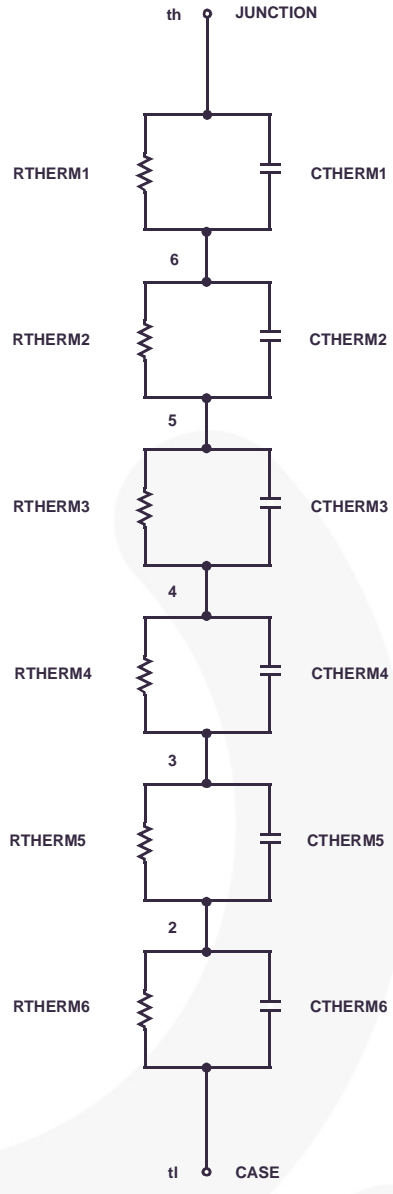 th JUNCTION
RTHERM1 CTHERM1
6
RTHERM2 CTHERM2
5
RTHERM3 CTHERM3
4
RTHERM4 CTHERM4
3
RTHERM5 CTHERM5
2
RTHERM6 CTHERM6
tl CASE